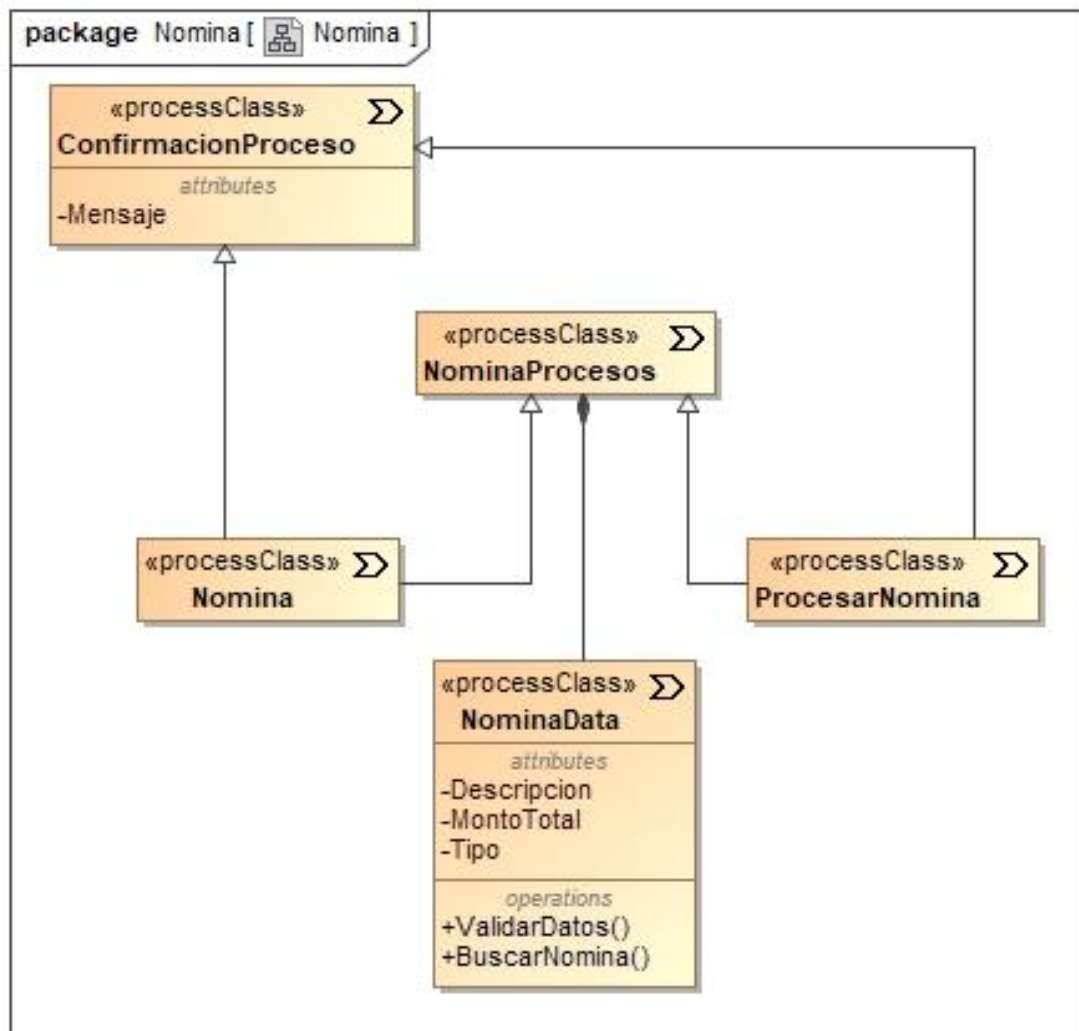 package Nomina [ Nomina ]
«processClass»
ConfirmacionProceso
attributes
-Mensaje
«processClass»
NominaProcesos
«processClass»
Nomina
«processClass»
ProcesarNomina
«processClass»
NominaData
attributes
-Descripcion
-MontoTotal
-Tipo
operations
+ValidarDatos()
+BuscarNomina()